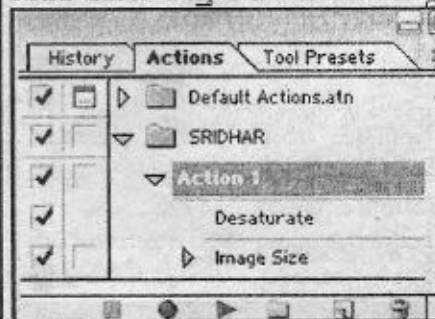 History Actions Tool Presets
Default Actions.atn
SRIDHAR
Action 1
Desaturate
Image Size